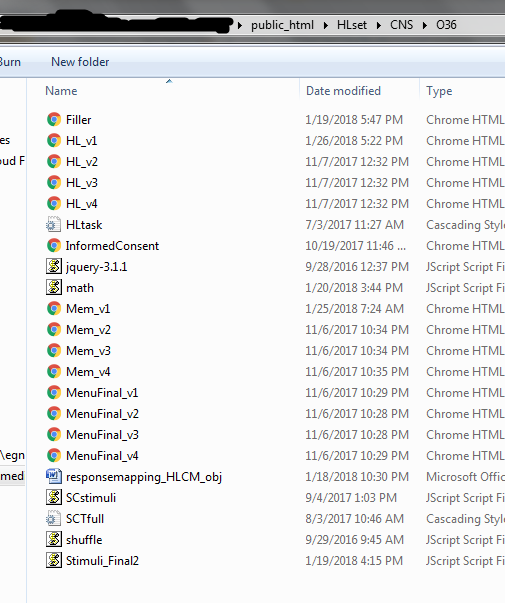 public_html HLset CNS O36
Burn New folder
Name Date modified Type
Filler 1/19/2018 5:47 PM Chrome HTML
HL_v1 1/26/2018 5:22 PM Chrome HTML
es HL_v2 11/7/2017 12:32 PM Chrome HTML
oud F HL_v3 11/7/2017 12:32 PM Chrome HTML
HL_v4 11/7/2017 12:32 PM Chrome HTML
HLtask 7/3/2017 11:27 AM Cascading Style
InformedConsent 10/19/2017 11:46 ... Chrome HTML
jquery-3.1.1 9/28/2016 12:37 PM JScript Script Fi
math 1/20/2018 3:44 PM JScript Script Fi
Mem_v1 1/25/2018 7:24 AM Chrome HTML
Mem_v2 11/6/2017 10:34 PM Chrome HTML
Mem_v3 11/6/2017 10:34 PM Chrome HTML
Mem_v4 11/6/2017 10:35 PM Chrome HTML
MenuFinal_v1 11/6/2017 10:29 PM Chrome HTML
MenuFinal_v2 11/6/2017 10:28 PM Chrome HTML
MenuFinal_v3 11/6/2017 10:28 PM Chrome HTML
\egn MenuFinal_v4 11/6/2017 10:29 PM Chrome HTML
med responsemapping_HLCM_obj 1/18/2018 10:30 PM Microsoft Offic
SCstimuli 9/4/2017 1:03 PM JScript Script Fi
SCTfull 8/3/2017 10:46 AM Cascading Style
shuffle 9/29/2016 9:45 AM JScript Script Fi
Stimuli_Final2 1/19/2018 4:15 PM JScript Script Fi